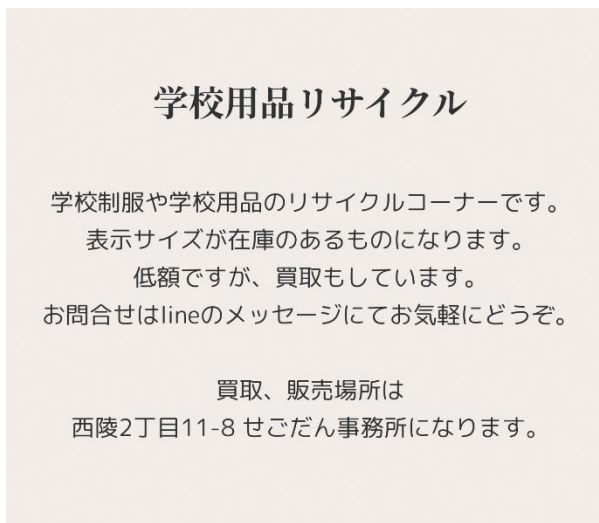 学校用品リサイクル
学校制服や学校用品のリサイクルコーナーです。
表示サイズが在庫のあるものになります。
低額ですが、買取もしています。
お問合せはlineのメッセージにてお気軽にどうぞ。
買取、販売場所は
西陵2丁目11-8 せごだん事務所になります。